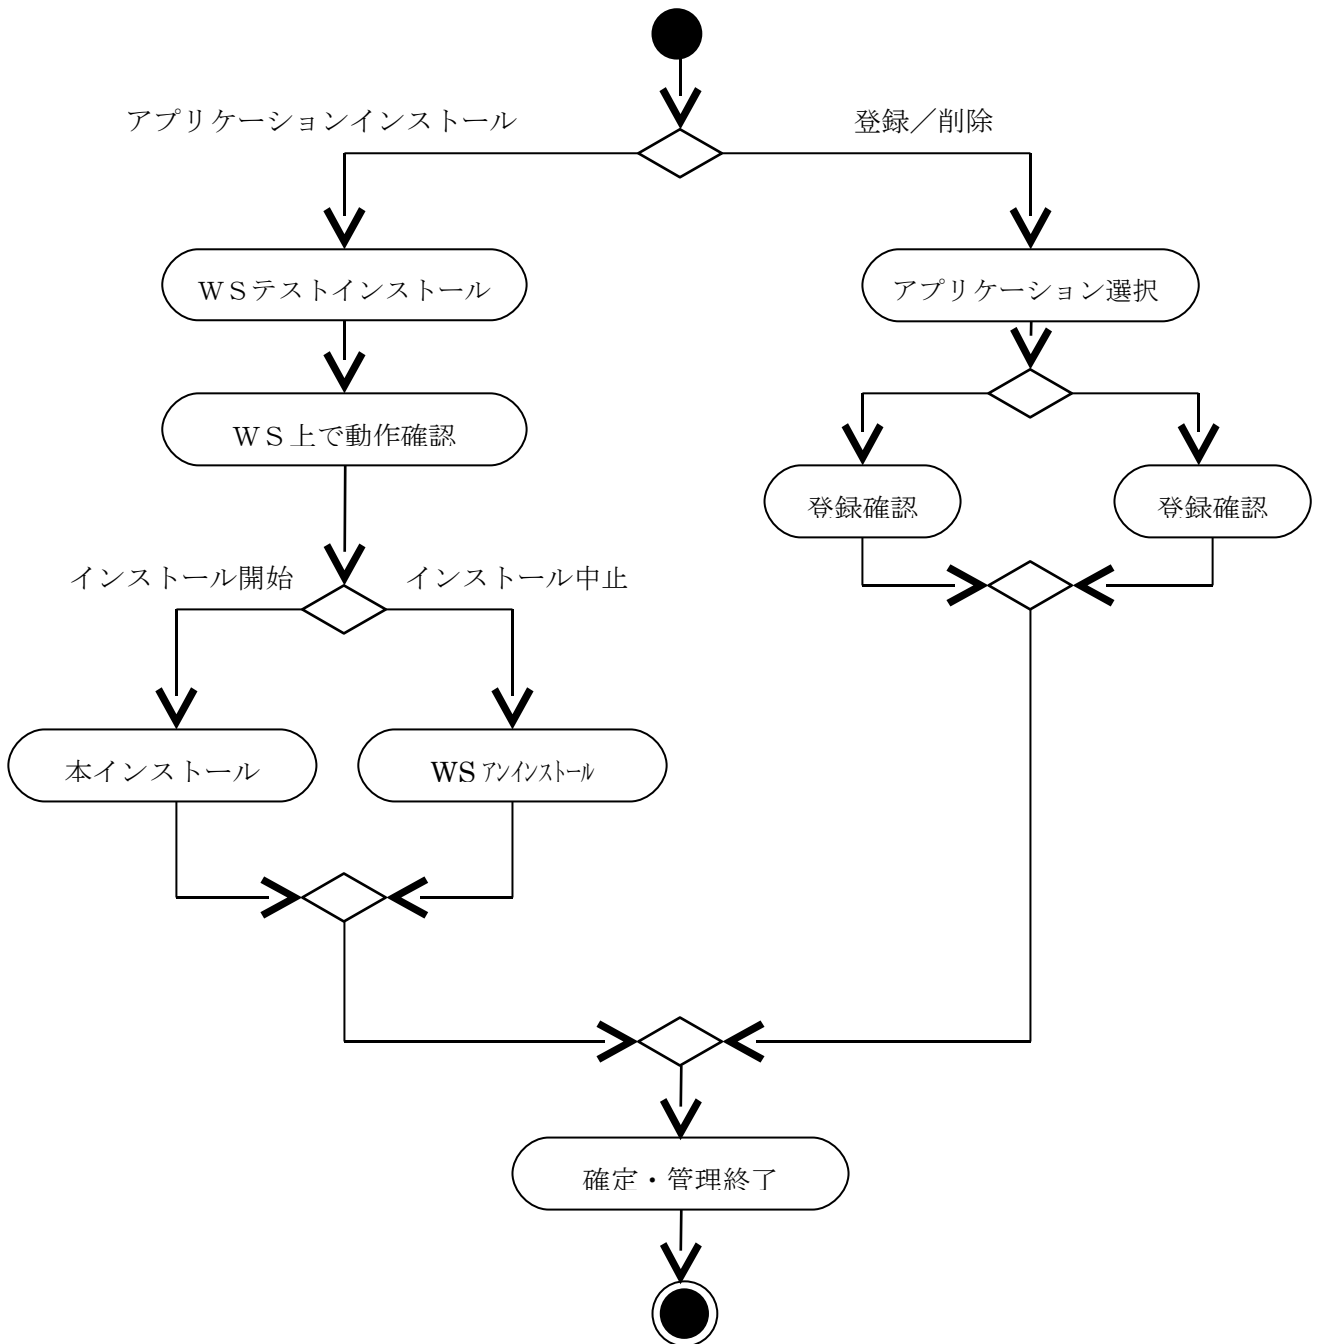 アプリケーションインストール
登録／削除
ＷＳテストインストール
アプリケーション選択
ＷＳ上で動作確認
登録確認
登録確認
インストール開始
インストール中止
本インストール
WS ｱﾝｲﾝｽﾄｰﾙ
確定・管理終了